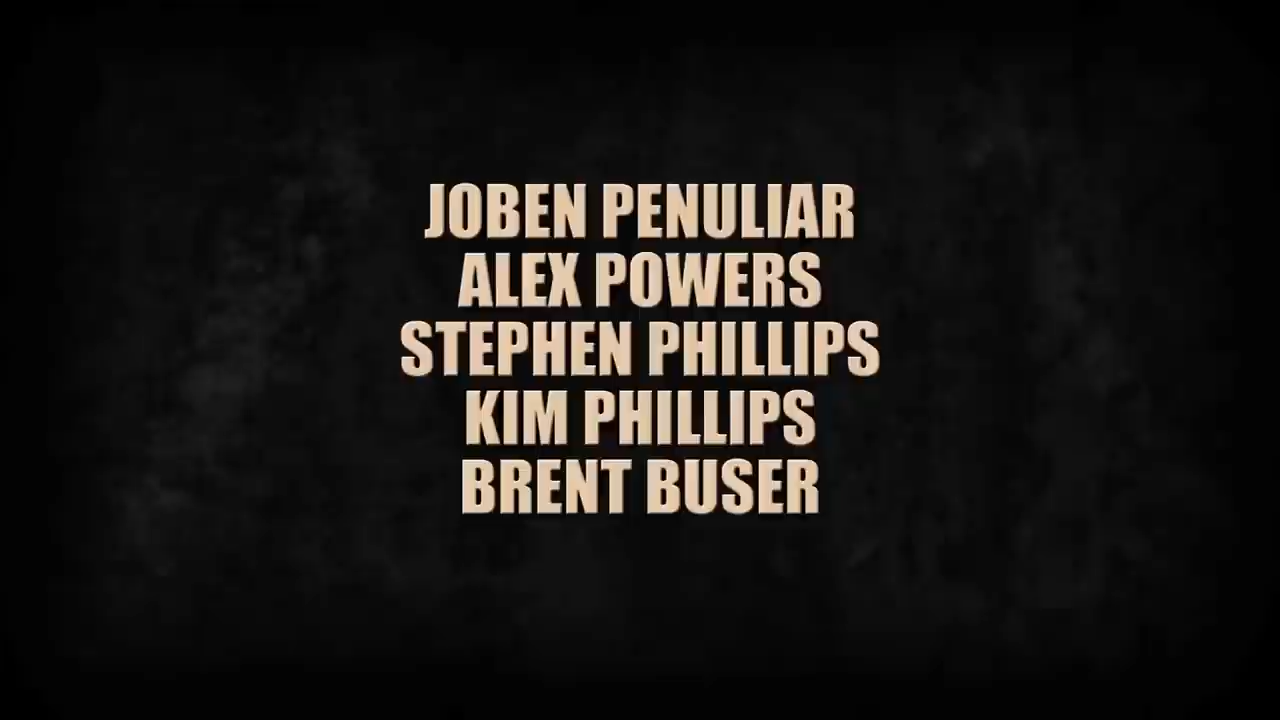 JOBEN PENULIAR
ALEX POWERS
STEPHEN PHILLIPS
KIM PHILLIPS
BRENT BUSER